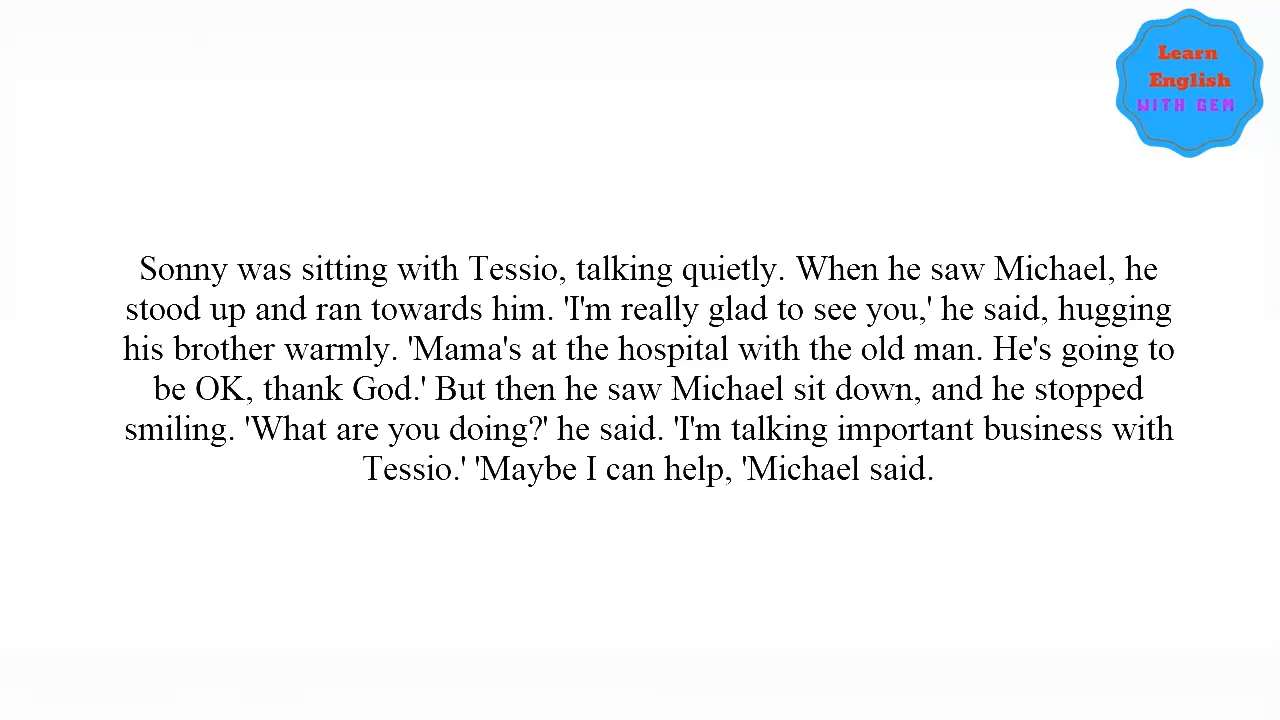 Learn
English
WITH GEM
Sonny was sitting with Tessio, talking quietly. When he saw Michael, he
stood up and ran towards him. 'I'm really glad to see you,' he said, hugging
his brother warmly. 'Mama's at the hospital with the old man. He's going to
be OK, thank God.' But then he saw Michael sit down, and he stopped
smiling. 'What are you doing?' he said. 'I'm talking important business with
Tessio.' 'Maybe I can help, 'Michael said.